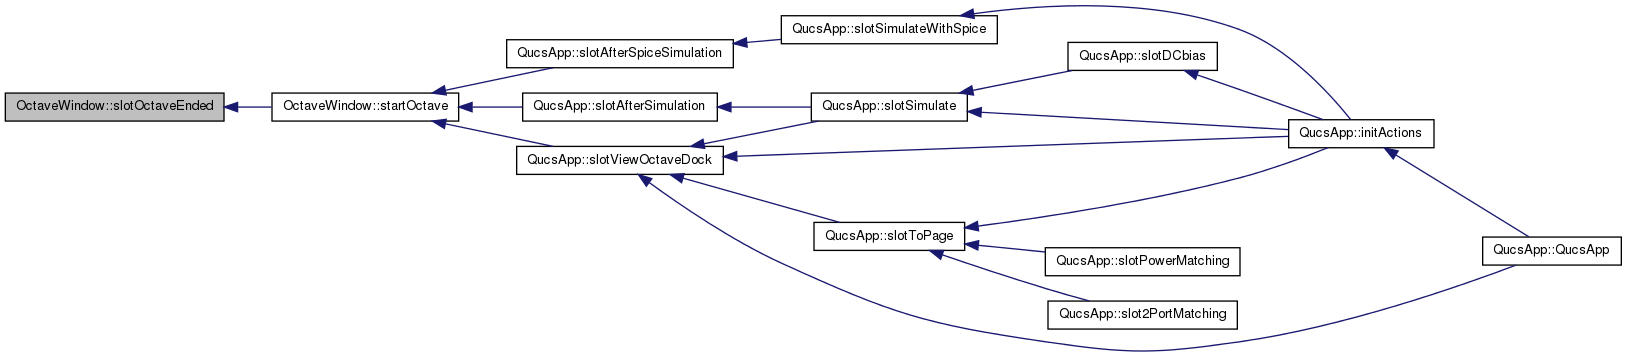 QucsApp::slotSimulateWithSpice
QucsApp::slotAfterSpiceSimulation
QucsApp::slotDCbias
OctaveWindow::slotOctaveEnded
OctaveWindow::startOctave
QucsApp::slotAfterSimulation
QucsApp::slotSimulate
QucsApp::initActions
QucsApp::slotViewOctaveDock
QucsApp::slotToPage
QucsApp::QucsApp
QucsApp::slotPowerMatching
QucsApp::slot2PortMatching